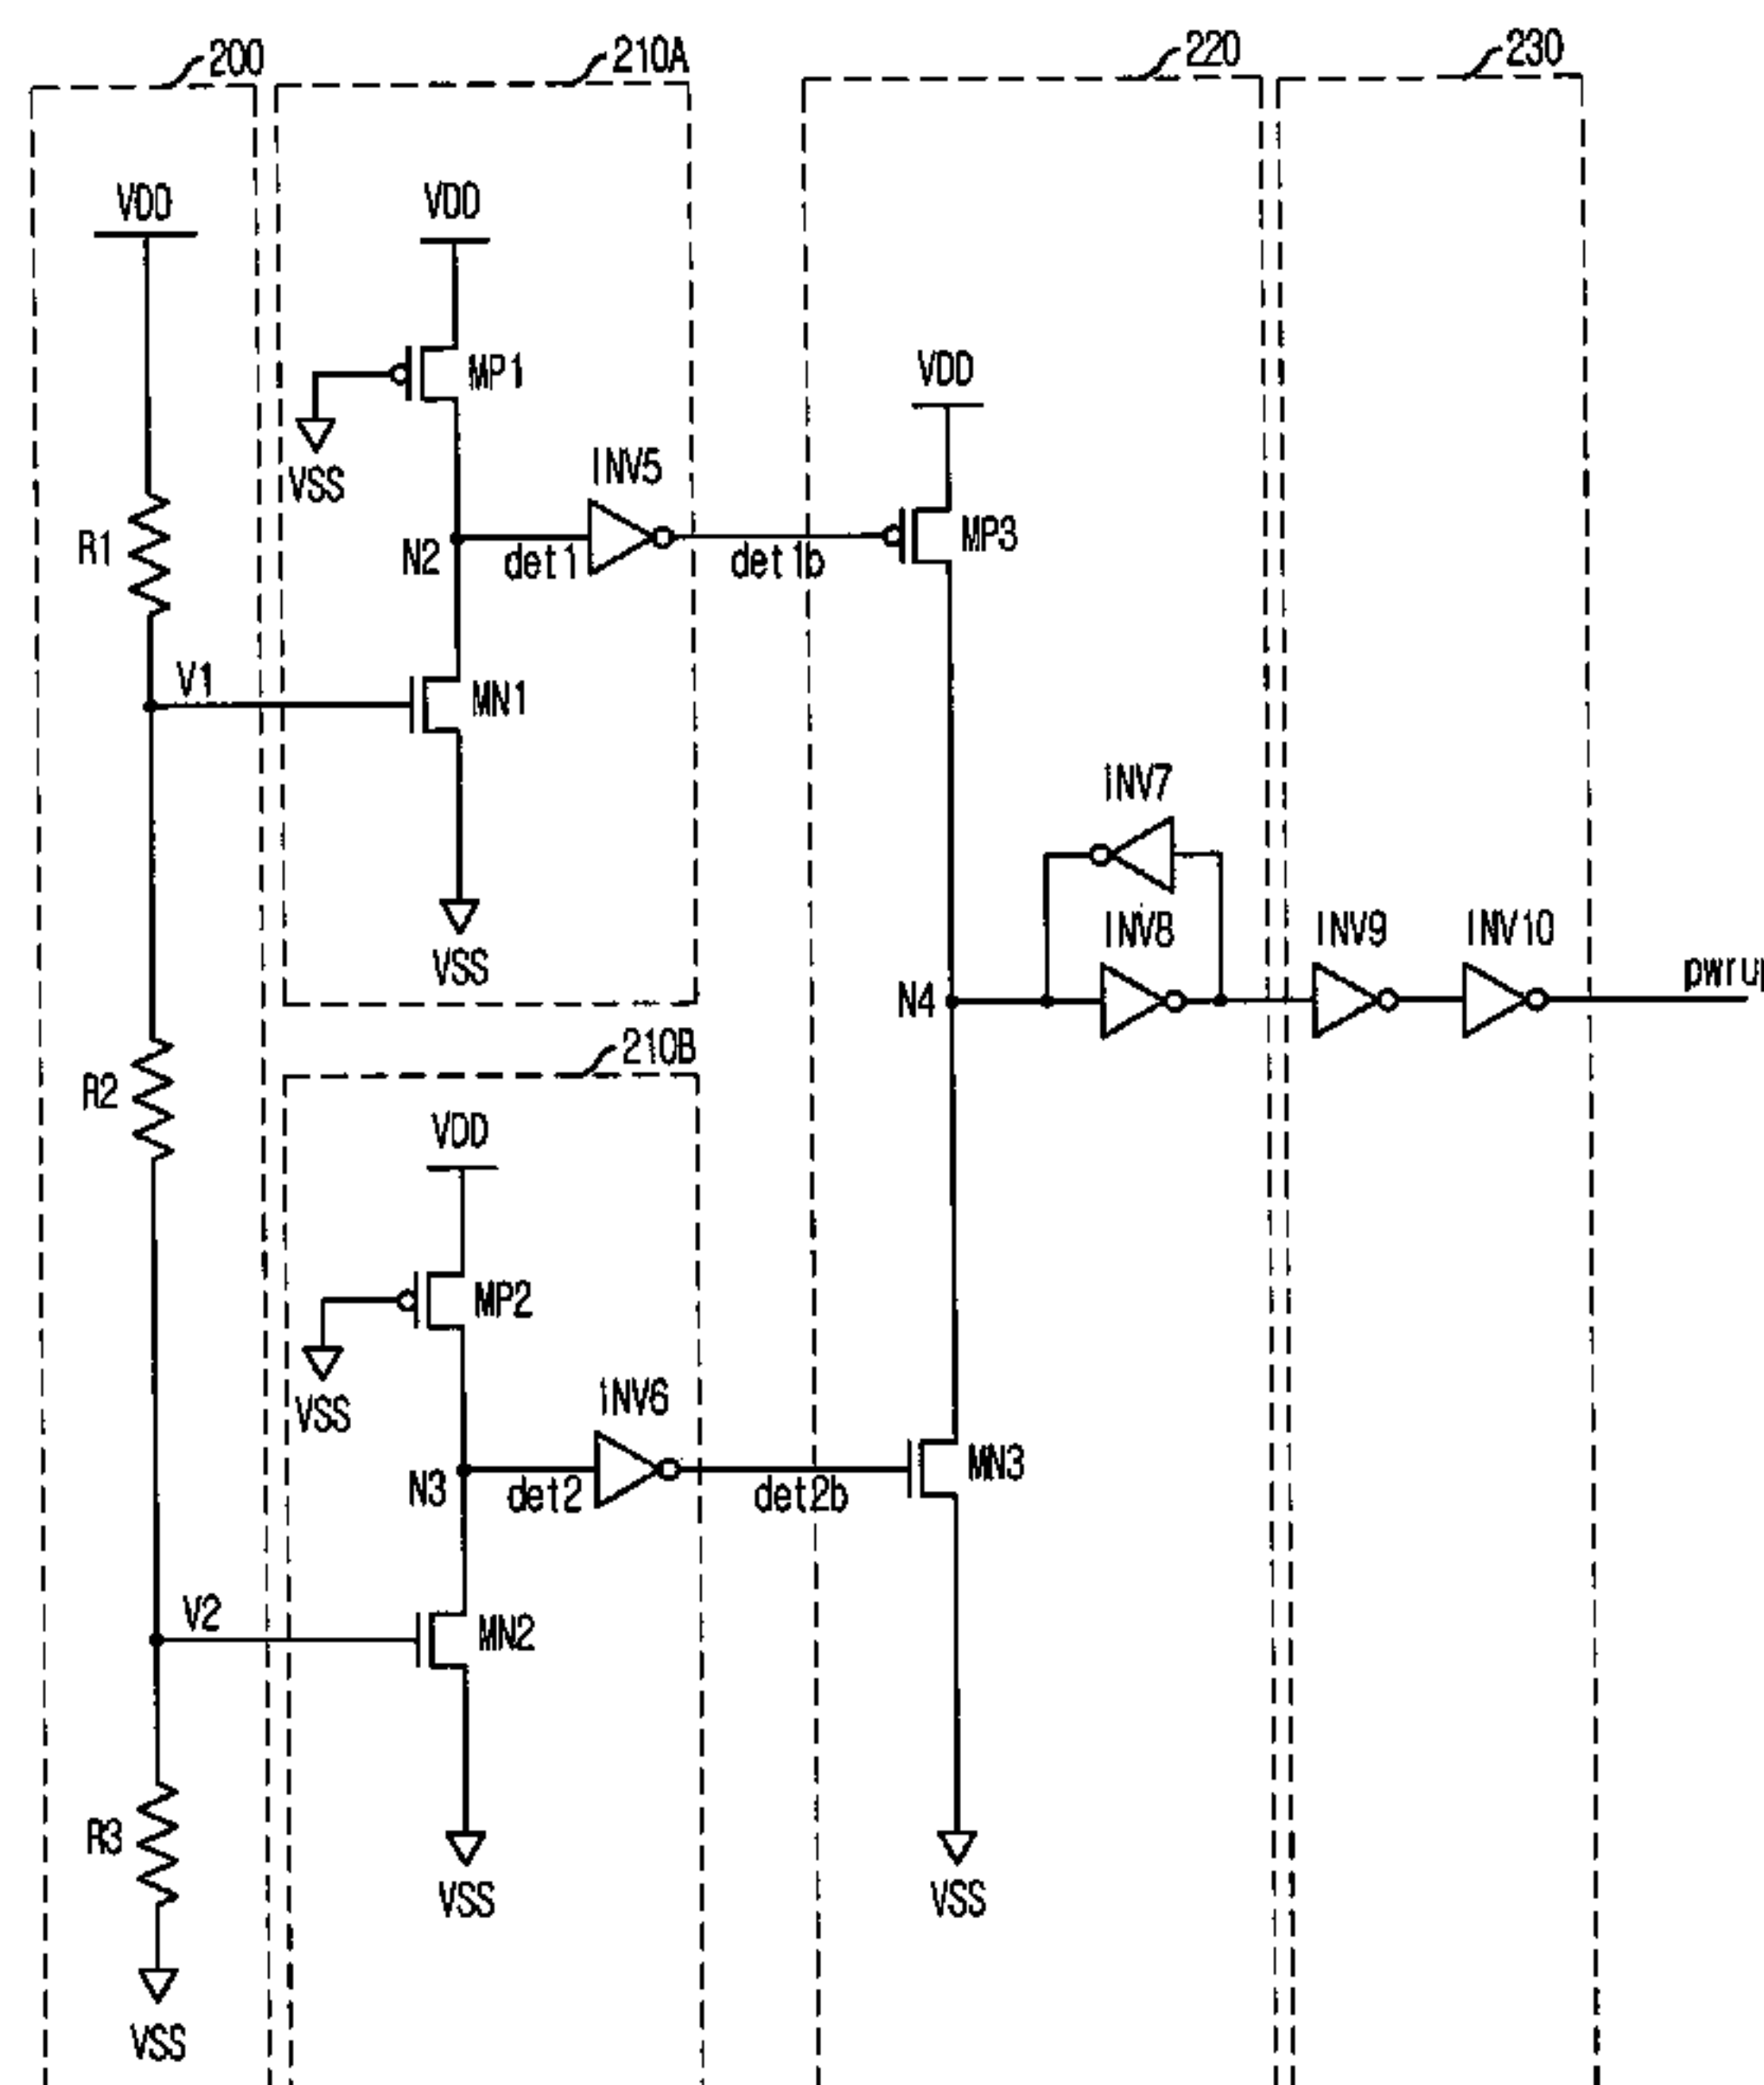 200
210A
220
230
VDD
VDD
MP1
VDD
VSS
INV5
R1
N2
det1
det1b
MP3
V1
MN1
INV7
INV8
INV9
INV10
VSS
N4
pwrup
210B
R2
VDD
MP2
VSS
INV6
N3
det2
det2b
MN3
V2
MN2
R3
VSS
VSS
VSS